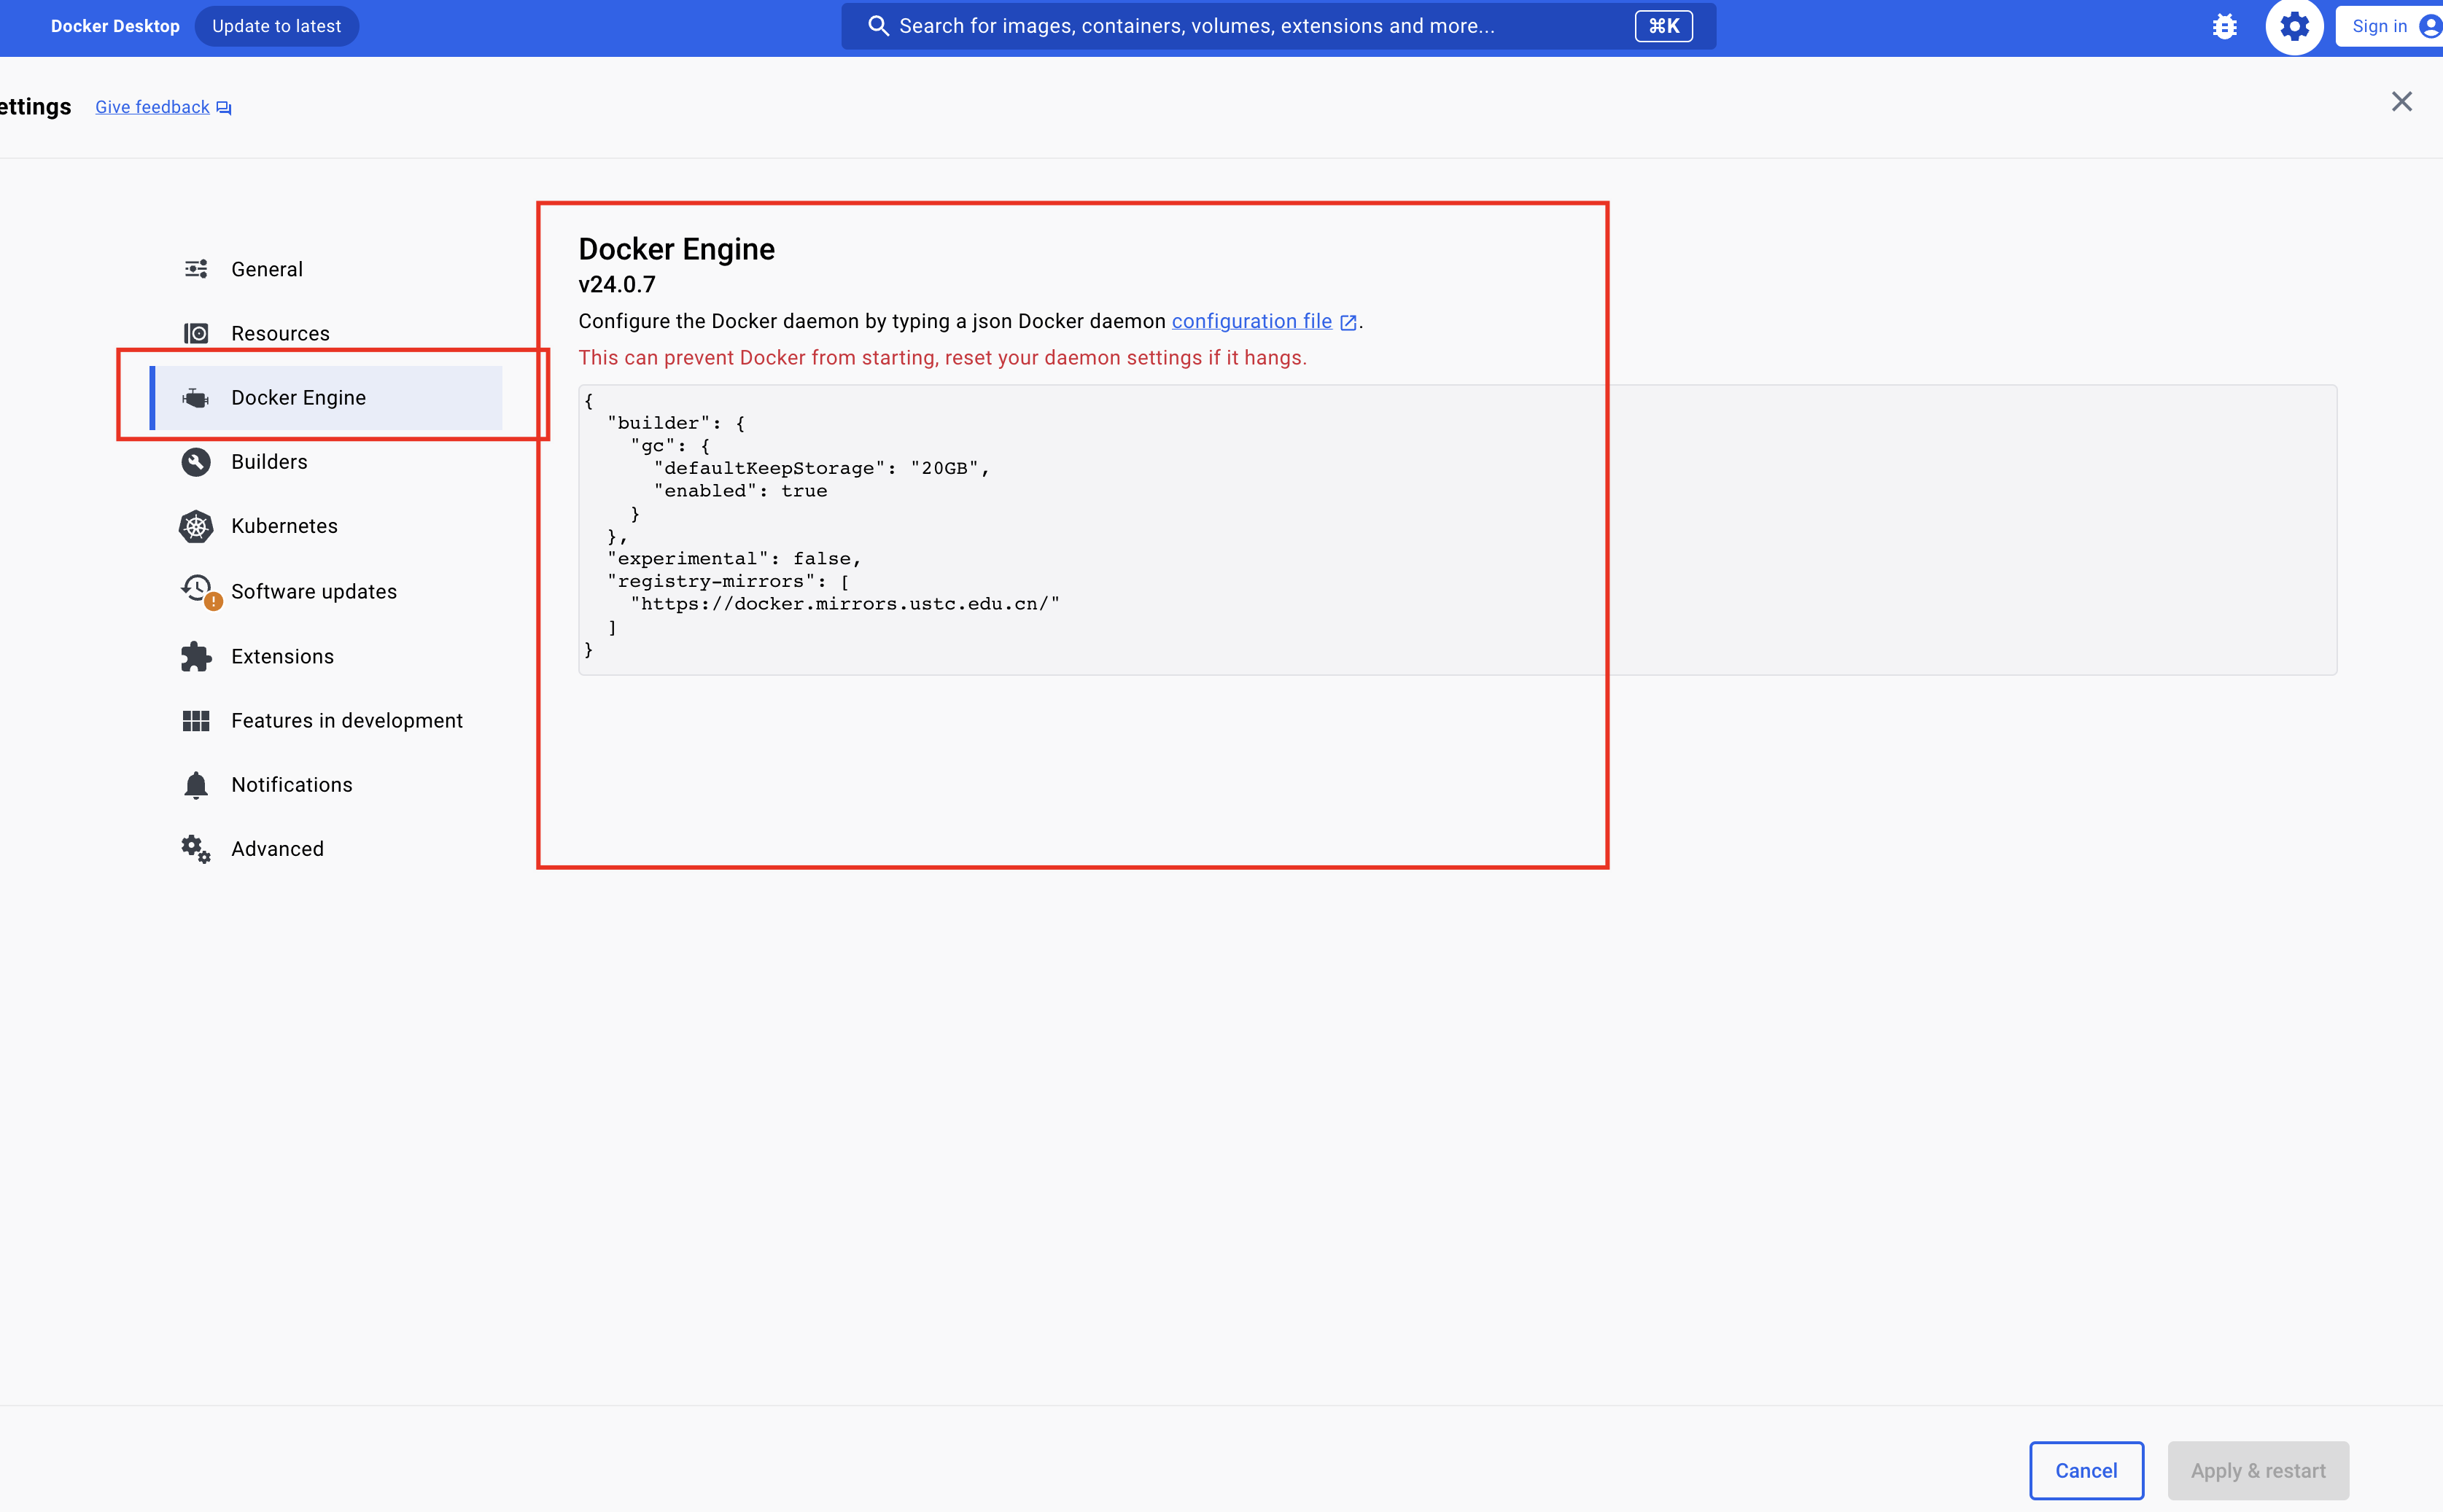 Docker Desktop Update to latest Search for images, containers, volumes, extensions and more... ⌘K Sign in
ettings Give feedback
General
Resources
Docker Engine
Builders
Kubernetes
Software updates
Extensions
Features in development
Notifications
Advanced
Docker Engine
v24.0.7
Configure the Docker daemon by typing a json Docker daemon configuration file.
This can prevent Docker from starting, reset your daemon settings if it hangs.
{
  "builder": {
    "gc": {
      "defaultKeepStorage": "20GB",
      "enabled": true
    }
  },
  "experimental": false,
  "registry-mirrors": [
    "https://docker.mirrors.ustc.edu.cn/"
  ]
}
Cancel Apply & restart